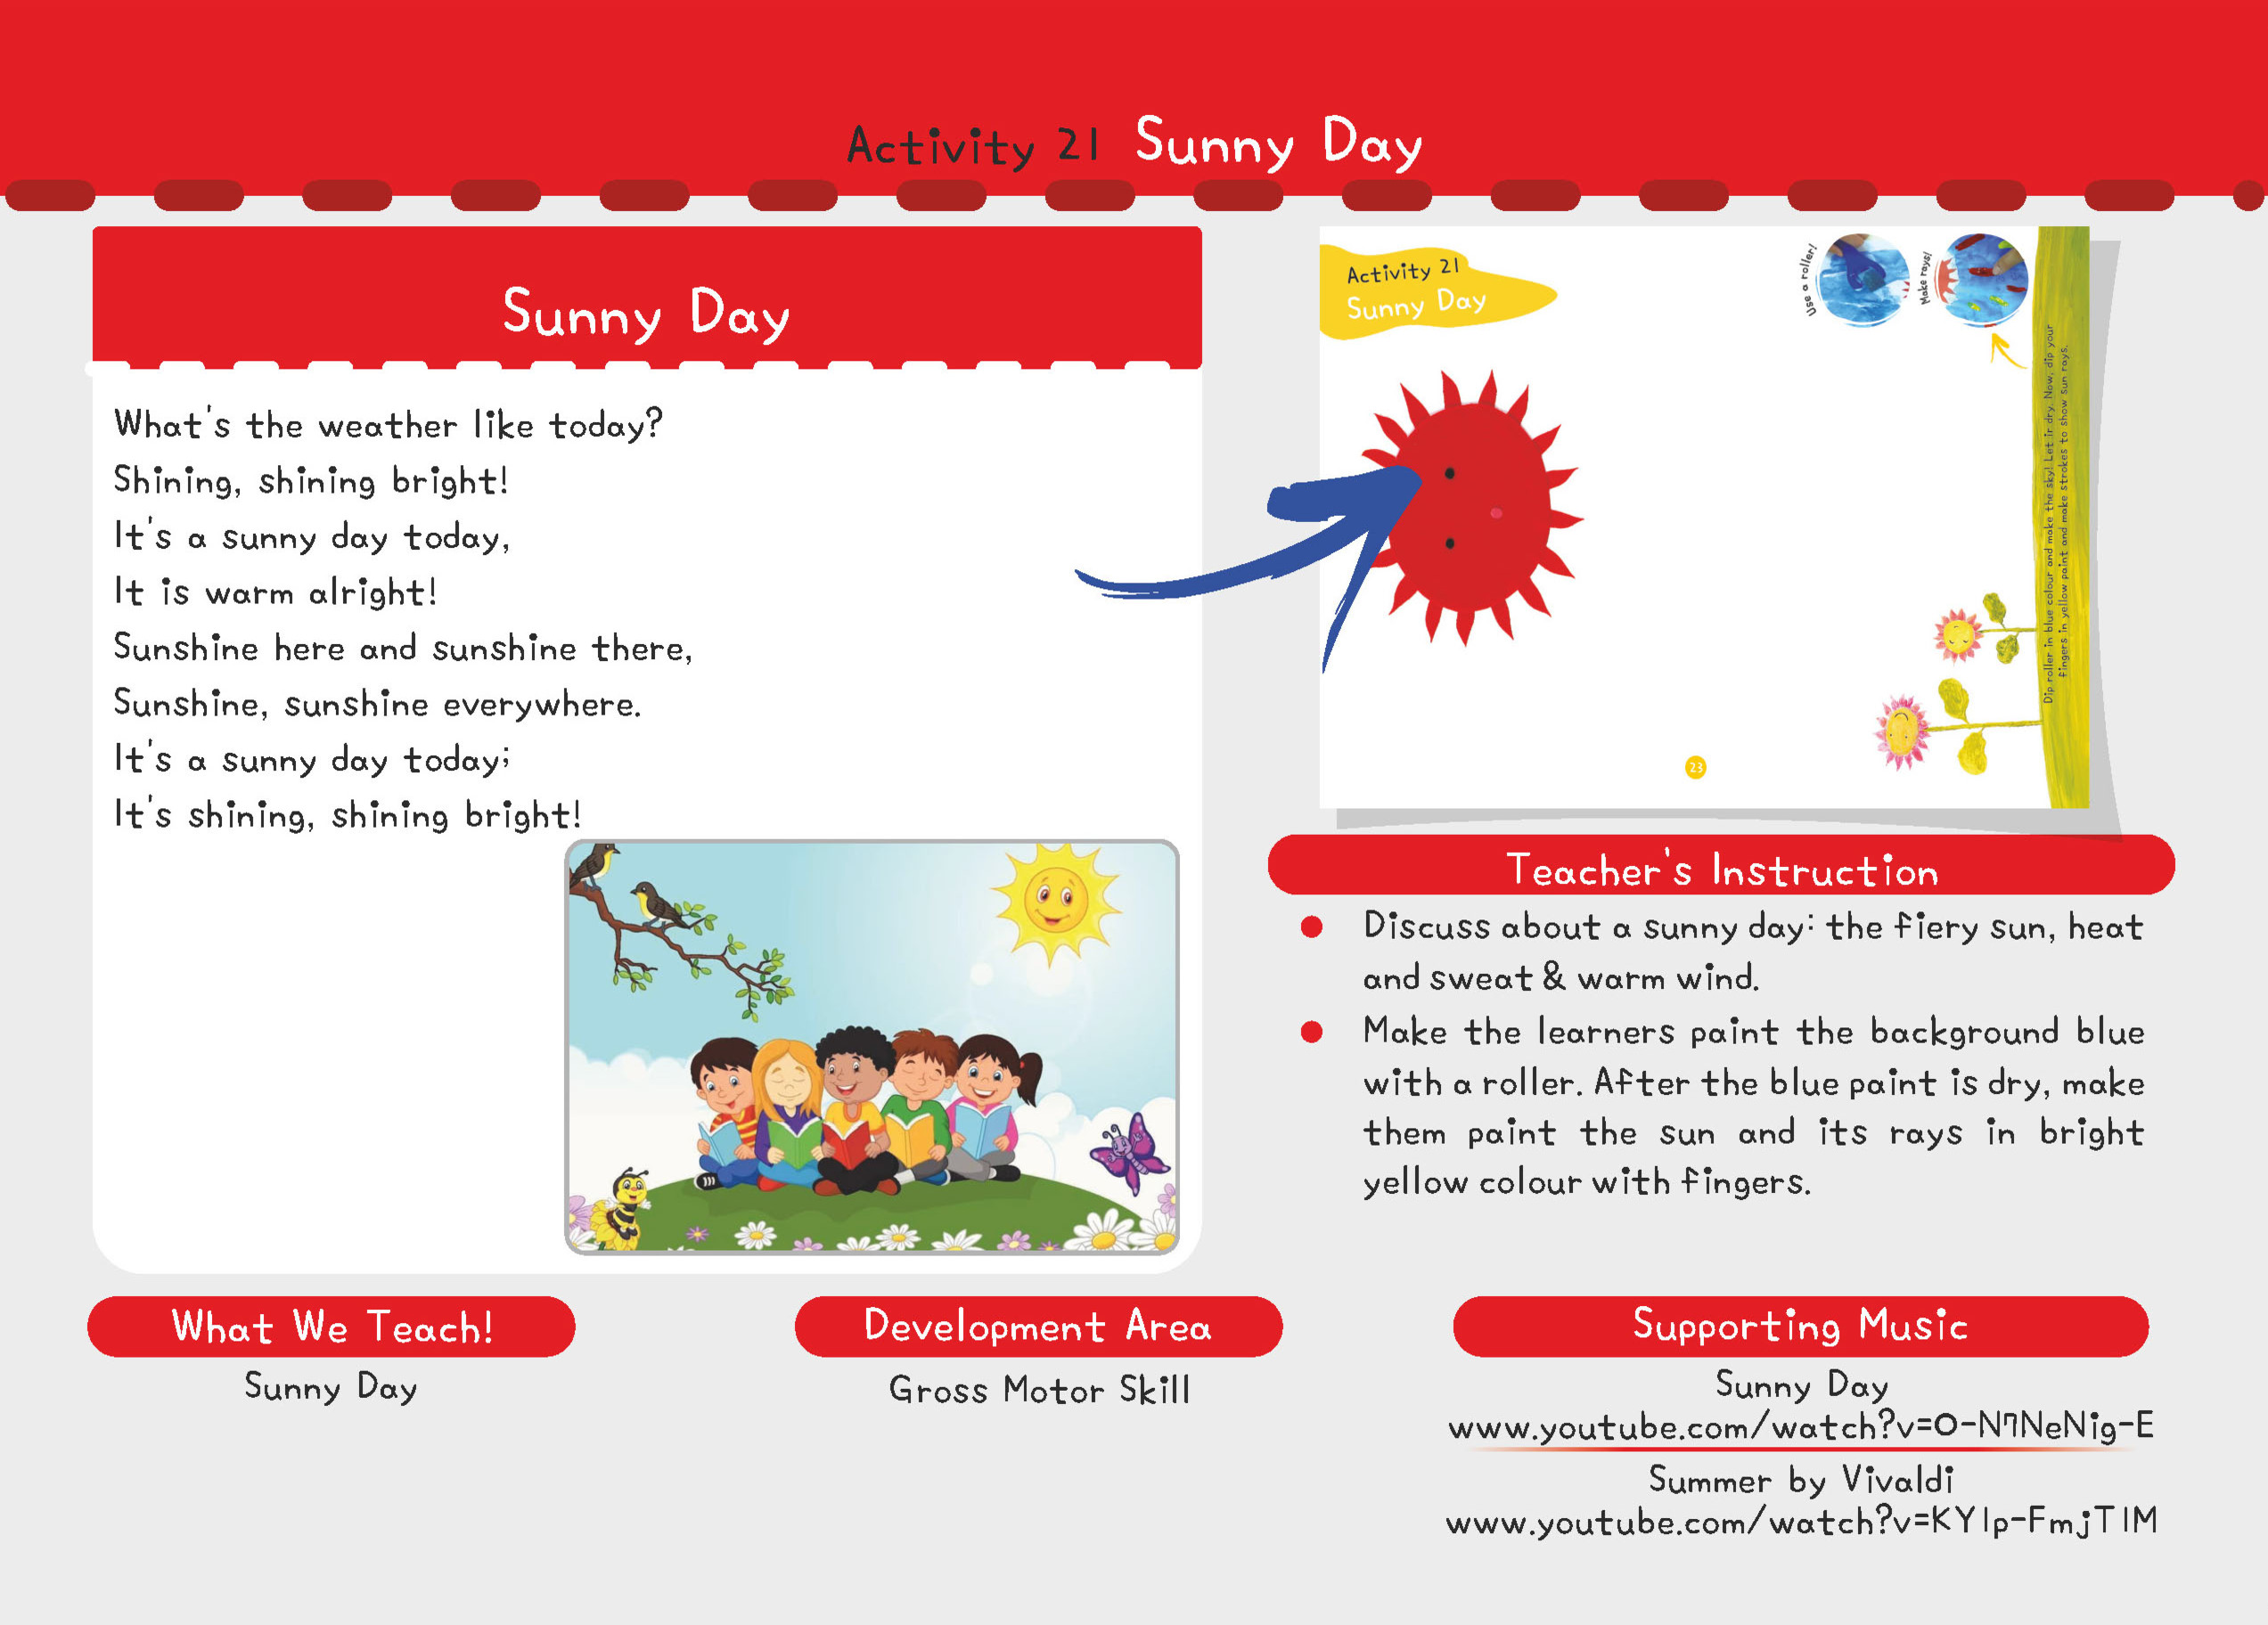 Activity 21 Sunny Day
Sunny Day
What's the weather like today?
Shining, shining bright!
It's a sunny day today,
It is warm alright!
Sunshine here and sunshine there,
Sunshine, sunshine everywhere.
It's a sunny day today;
It's shining, shining bright!
Activity 21
Sunny Day
Use a roller!
Make rays!
Dip roller in blue colour and make the sky! Let ir dry. Now, dip your
fingers in yellow paint and make strokes to show sun rays.
23
Teacher's Instruction
Discuss about a sunny day: the fiery sun, heat
and sweat & warm wind.
Make the learners paint the background blue
with a roller. After the blue paint is dry, make
them paint the sun and its rays in bright
yellow colour with fingers.
What We Teach!
Sunny Day
Development Area
Gross Motor Skill
Supporting Music
Sunny Day
www.youtube.com/watch?v=O-N7NeNig-E
Summer by Vivaldi
www.youtube.com/watch?v=KY1p-FmjT1M